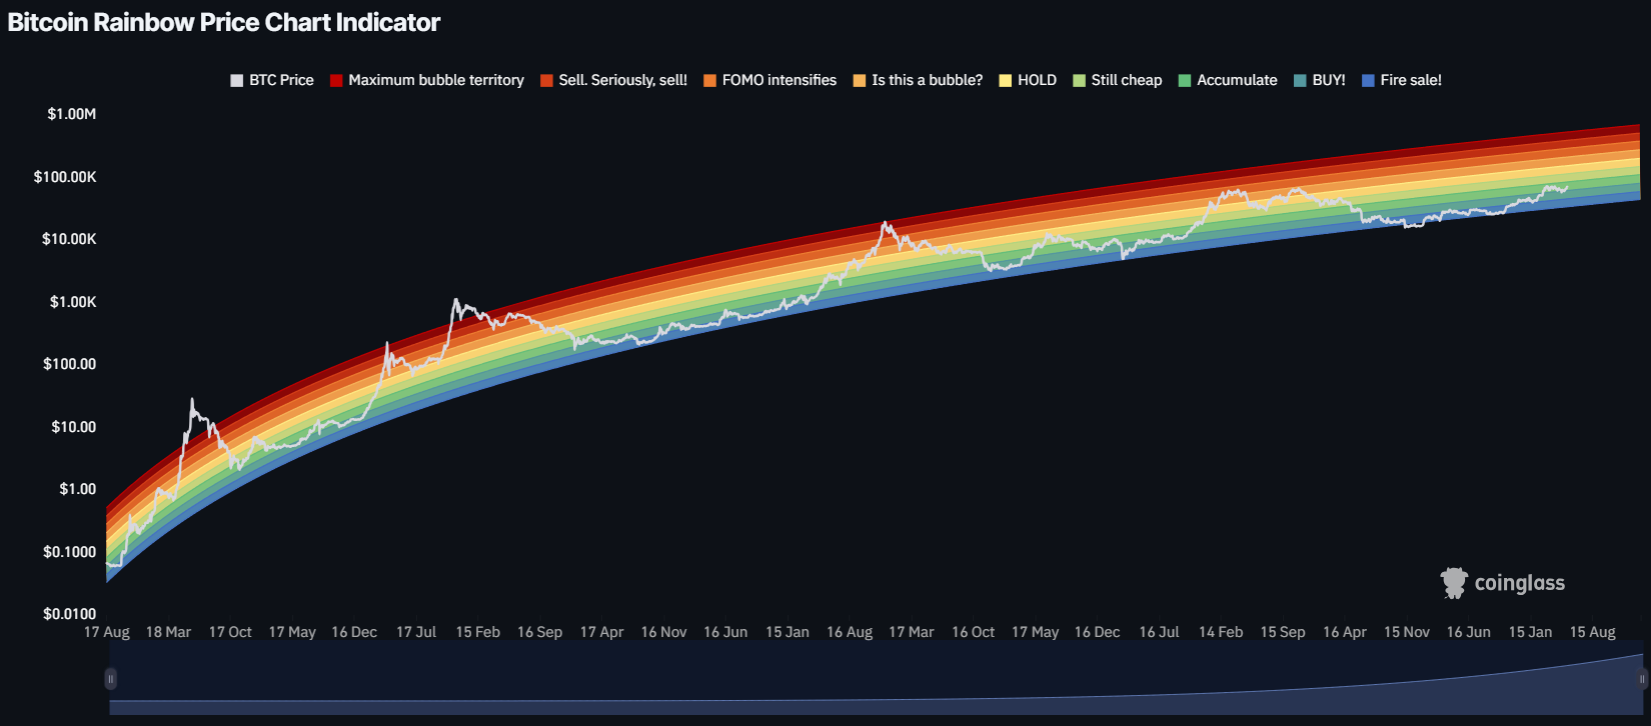 Bitcoin Rainbow Price Chart Indicator
BTC Price Maximum bubble territory Sell. Seriously, sell! FOMO intensifies Is this a bubble? HOLD Still cheap Accumulate BUY! Fire sale!
$1.00M
$100.00K
$10.00K
$1.00K
$100.00
$10.00
$1.00
$0.1000
$0.0100
coinglass
17 Aug 18 Mar 17 Oct 17 May 16 Dec 17 Jul 15 Feb 16 Sep 17 Apr 16 Nov 16 Jun 15 Jan 16 Aug 17 Mar 16 Oct 17 May 16 Dec 16 Jul 14 Feb 15 Sep 16 Apr 15 Nov 16 Jun 15 Jan 15 Aug